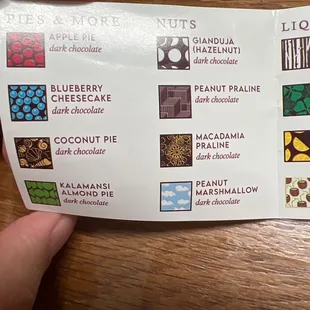 PIES & MORE
APPLE PIE
dark chocolate
BLUEBERRY
CHEESECAKE
dark chocolate
COCONUT PIE
dark chocolate
KALAMANSI
ALMOND PIE
dark chocolate
NUTS
GIANDUJA
(HAZELNUT)
dark chocolate
PEANUT PRALINE
dark chocolate
MACADAMIA
PRALINE
dark chocolate
PEANUT
MARSHMALLOW
dark chocolate
LIQ